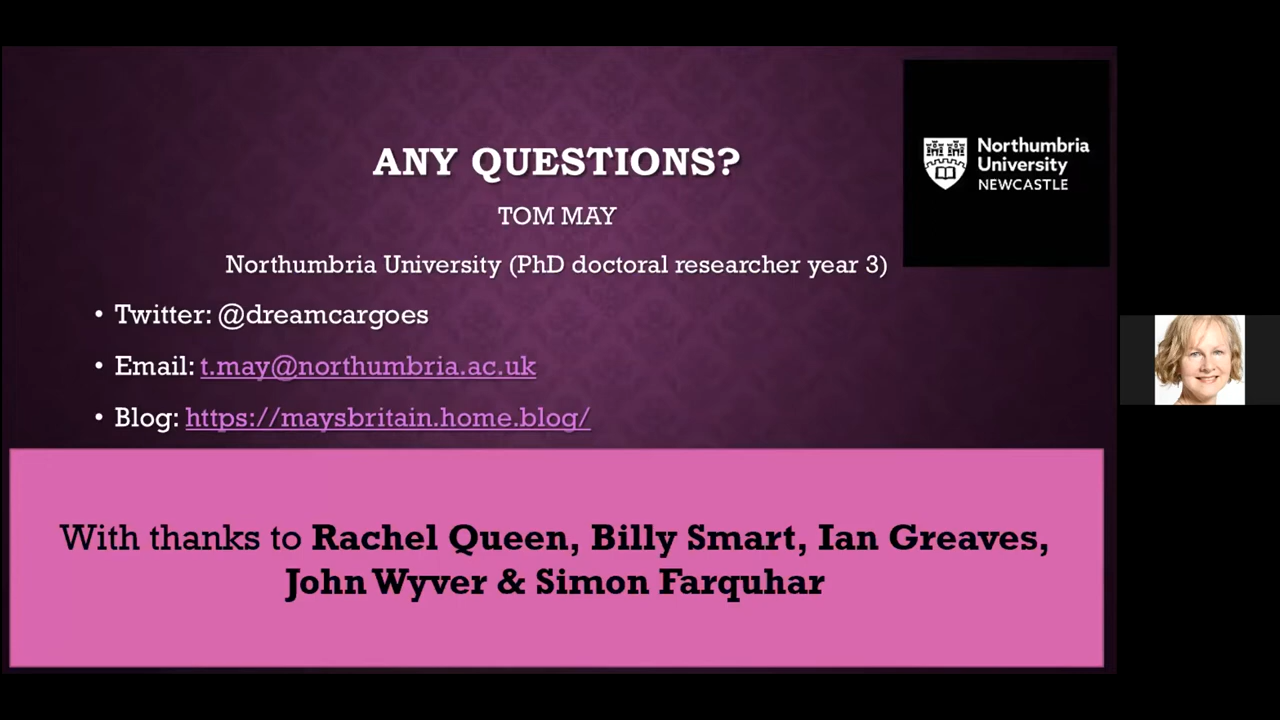 ANY QUESTIONS?
TOM MAY
Northumbria University (PhD doctoral researcher year 3)
• Twitter: @dreamcargoes
• Email: t.may@northumbria.ac.uk
• Blog: https://maysbritain.home.blog/
With thanks to Rachel Queen, Billy Smart, Ian Greaves,
John Wyver & Simon Farquhar
Northumbria
University
NEWCASTLE